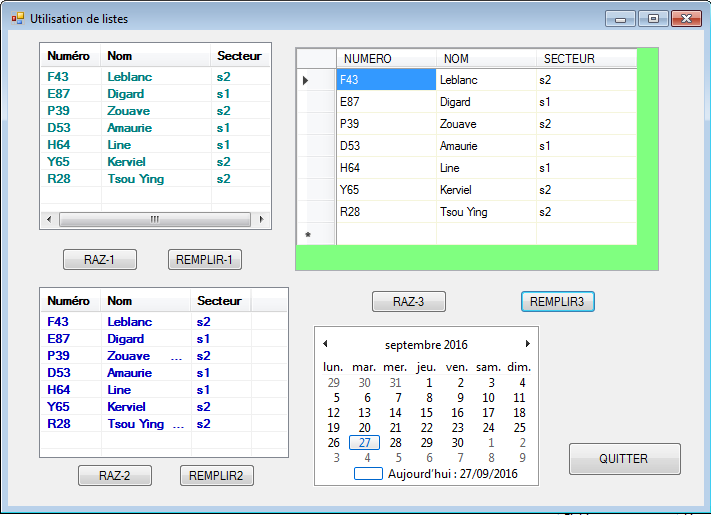 Utilisation de listes
Numéro Nom Secteur
F43 Leblanc s2
E87 Digard s1
P39 Zouave s2
D53 Amaurie s1
H64 Line s1
Y65 Kerviel s2
R28 Tsou Ying s2
RAZ-1 REMPLIR-1
NUMERO NOM SECTEUR
F43 Leblanc s2
E87 Digard s1
P39 Zouave s2
D53 Amaurie s1
H64 Line s1
Y65 Kerviel s2
R28 Tsou Ying s2
*
RAZ-3 REMPLIR3
Numéro Nom Secteur
F43 Leblanc s2
E87 Digard s1
P39 Zouave ... s2
D53 Amaurie s1
H64 Line s1
Y65 Kerviel s2
R28 Tsou Ying ... s2
RAZ-2 REMPLIR2
septembre 2016
lun. mar. mer. jeu. ven. sam. dim.
29 30 31 1 2 3 4
5 6 7 8 9 10 11
12 13 14 15 16 17 18
19 20 21 22 23 24 25
26 27 28 29 30 1 2
3 4 5 6 7 8 9
Aujourd'hui : 27/09/2016
QUITTER